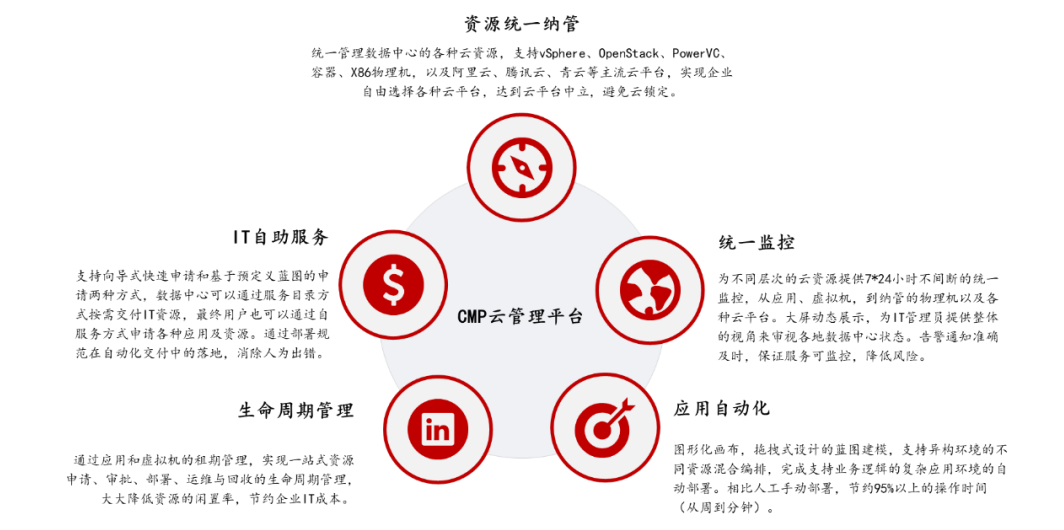 资源统一纳管
统一管理数据中心的各种云资源，支持vSphere、OpenStack、PowerVC、
容器、X86物理机，以及阿里云、腾讯云、青云等主流云平台，实现企业
自由选择各种云平台，达到云平台中立，避免云锁定。
IT自助服务
支持向导式快速申请和基于预定义蓝图的申
请两种方式，数据中心可以通过服务目录方
式按需交付IT资源，最终用户也可以通过自
服务方式申请各种应用及资源。通过部署规
范在自动化交付中的落地，消除人为出错。
统一监控
为不同层次的云资源提供7*24小时不间断的统一
监控，从应用、虚拟机，到纳管的物理机以及各
种云平台。大屏动态展示，为IT管理员提供整体
的视角来审视各地数据中心状态。告警通知准确
及时，保证服务可监控，降低风险。
$
CMP云管理平台
生命周期管理
通过应用和虚拟机的租期管理，实现一站式资源
申请、审批、部署、运维与回收的生命周期管理，
大大降低资源的闲置率，节约企业IT成本。
in
应用自动化
图形化画布，拖拽式设计的蓝图建模，支持异构环境的不
同资源混合编排，完成支持业务逻辑的复杂应用环境的自
动部署。相比人工手动部署，节约95%以上的操作时间
（从周到分钟）。